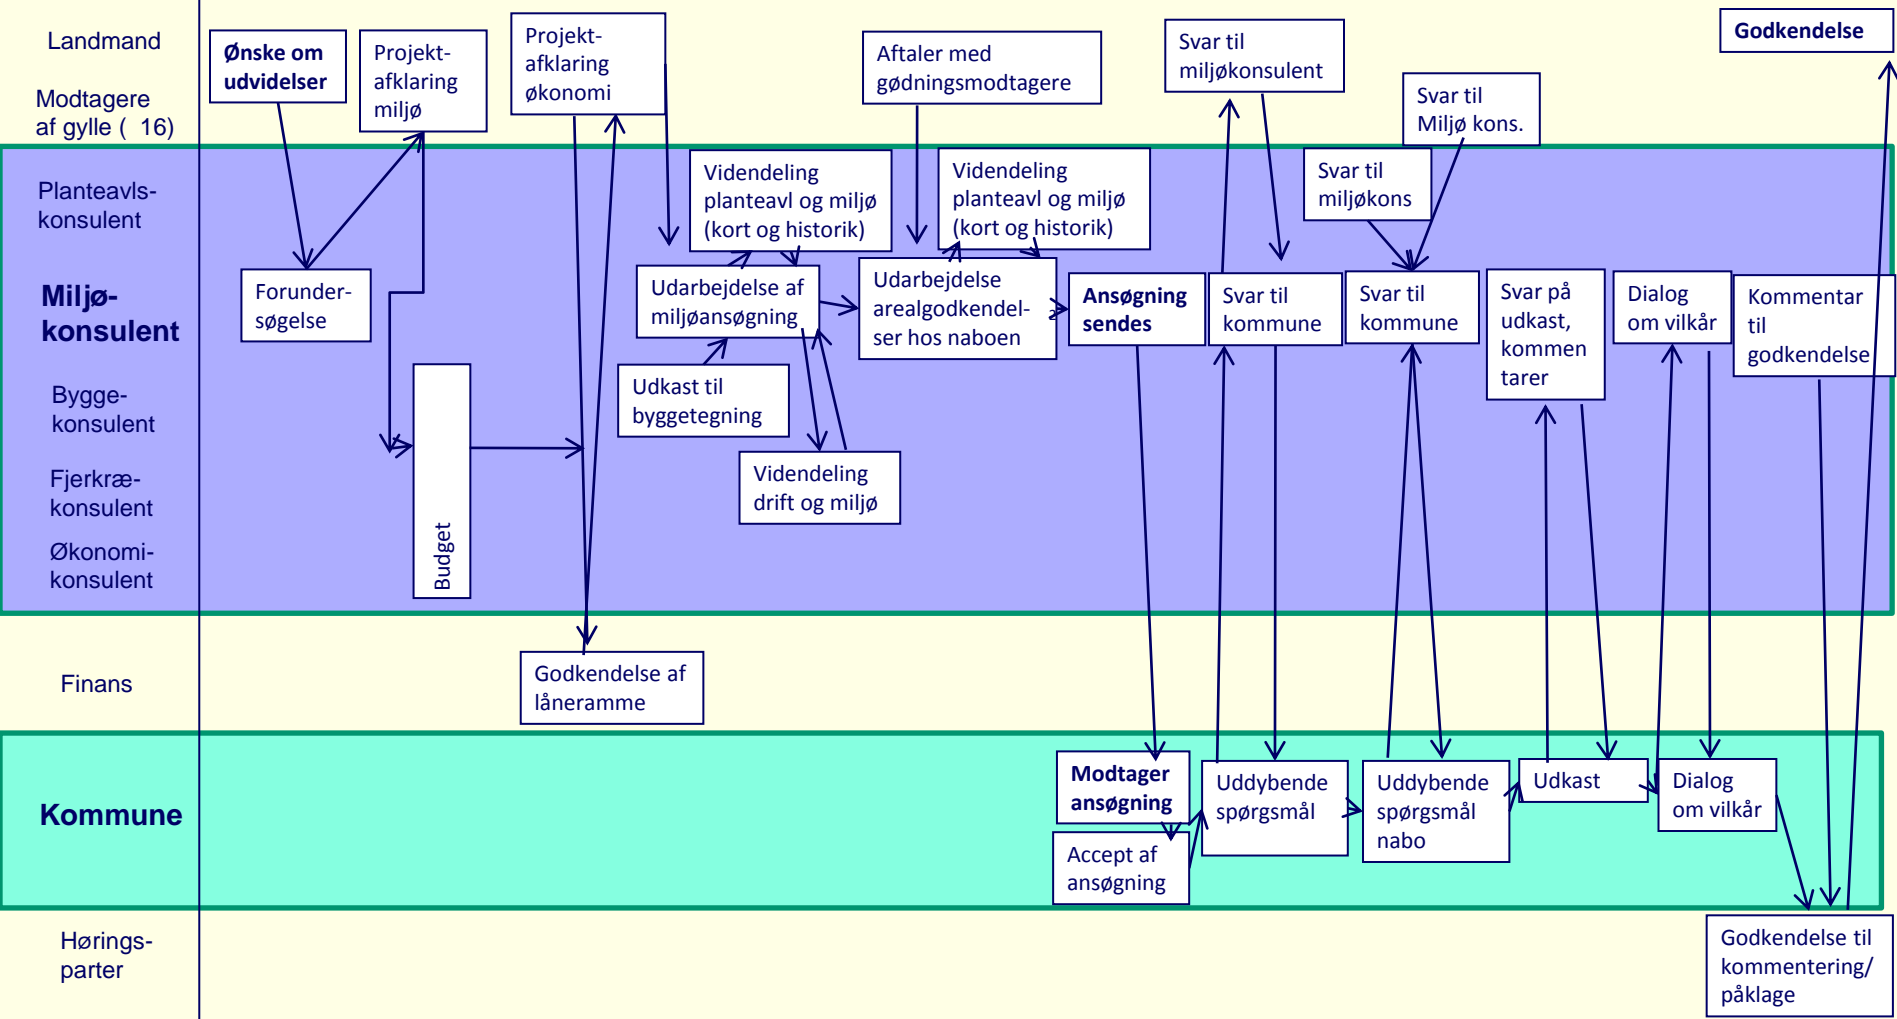 Landmand
Modtagere
af gylle ( 16)
Planteavls-
konsulent
Miljø-
konsulent
Bygge-
konsulent
Fjerkræ-
konsulent
Økonomi-
konsulent
Finans
Kommune
Hørings-
parter
Ønske om
udvidelser
Projekt-
afklaring
miljø
Projekt-
afklaring
økonomi
Aftaler med
gødningsmodtagere
Svar til
miljøkonsulent
Svar til
Miljø kons.
Godkendelse
Videndeling
planteavl og miljø
(kort og historik)
Videndeling
planteavl og miljø
(kort og historik)
Svar til
miljøkons
Forunder-
søgelse
Udarbejdelse af
miljøansøgning
Udarbejdelse
arealgodkendel-
ser hos naboen
2
Ansøgning
sendes
Svar til
kommune
Svar til
kommune
Svar på
udkast,
kommen
tarer
Dialog
om vilkår
Kommentar
til
godkendelse
Udkast til
byggetegning
Budget
Videndeling
drift og miljø
Godkendelse af
låneramme
Modtager
ansøgning
Accept af
ansøgning
Uddybende
spørgsmål
Uddybende
spørgsmål
nabo
Udkast
Dialog
om vilkår
Godkendelse til
kommentering/
påklage